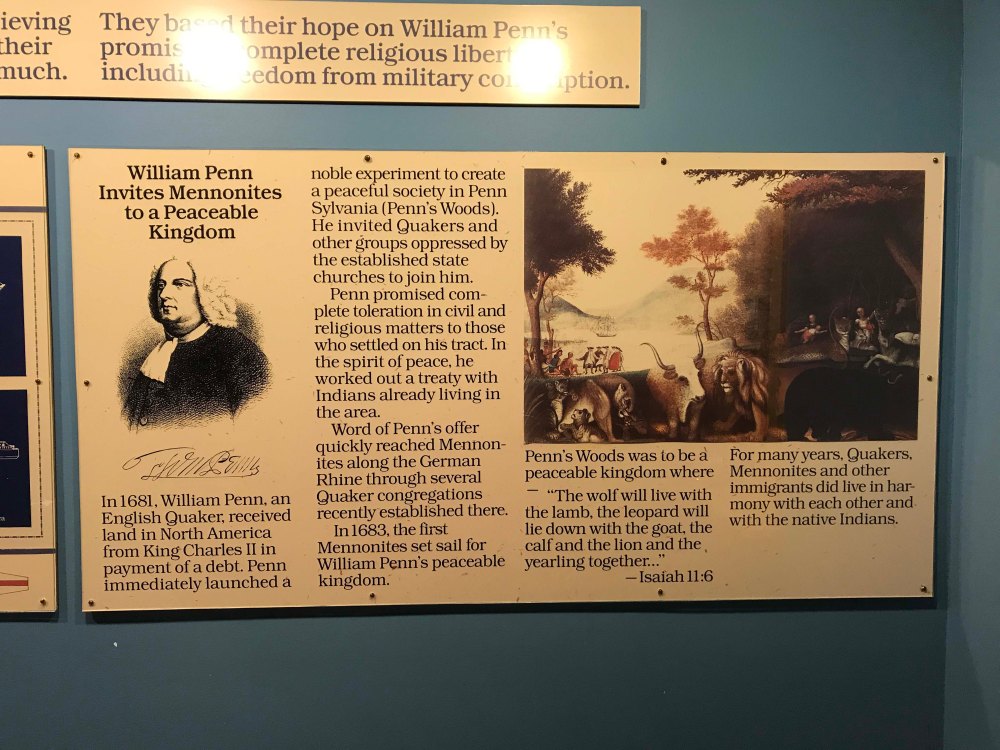 ieving
their
much.
They based their hope on William Penn's
promise complete religious liberty
including freedom from military conscription.
William Penn
Invites Mennonites
to a Peaceable
Kingdom
In 1681, William Penn, an
English Quaker, received
land in North America
from King Charles II in
payment of a debt. Penn
immediately launched a
noble experiment to create
a peaceful society in Penn
Sylvania (Penn's Woods).
He invited Quakers and
other groups oppressed by
the established state
churches to join him.
Penn promised com-
plete toleration in civil and
religious matters to those
who settled on his tract. In
the spirit of peace, he
worked out a treaty with
Indians already living in
the area.
Word of Penn's offer
quickly reached Mennon-
ites along the German
Rhine through several
Quaker congregations
recently established there.
In 1683, the first
Mennonites set sail for
William Penn's peaceable
kingdom.
Penn's Woods was to be a
peaceable kingdom where
— "The wolf will live with
the lamb, the leopard will
lie down with the goat, the
calf and the lion and the
yearling together..."
—Isaiah 11:6
For many years, Quakers,
Mennonites and other
immigrants did live in har-
mony with each other and
with the native Indians.